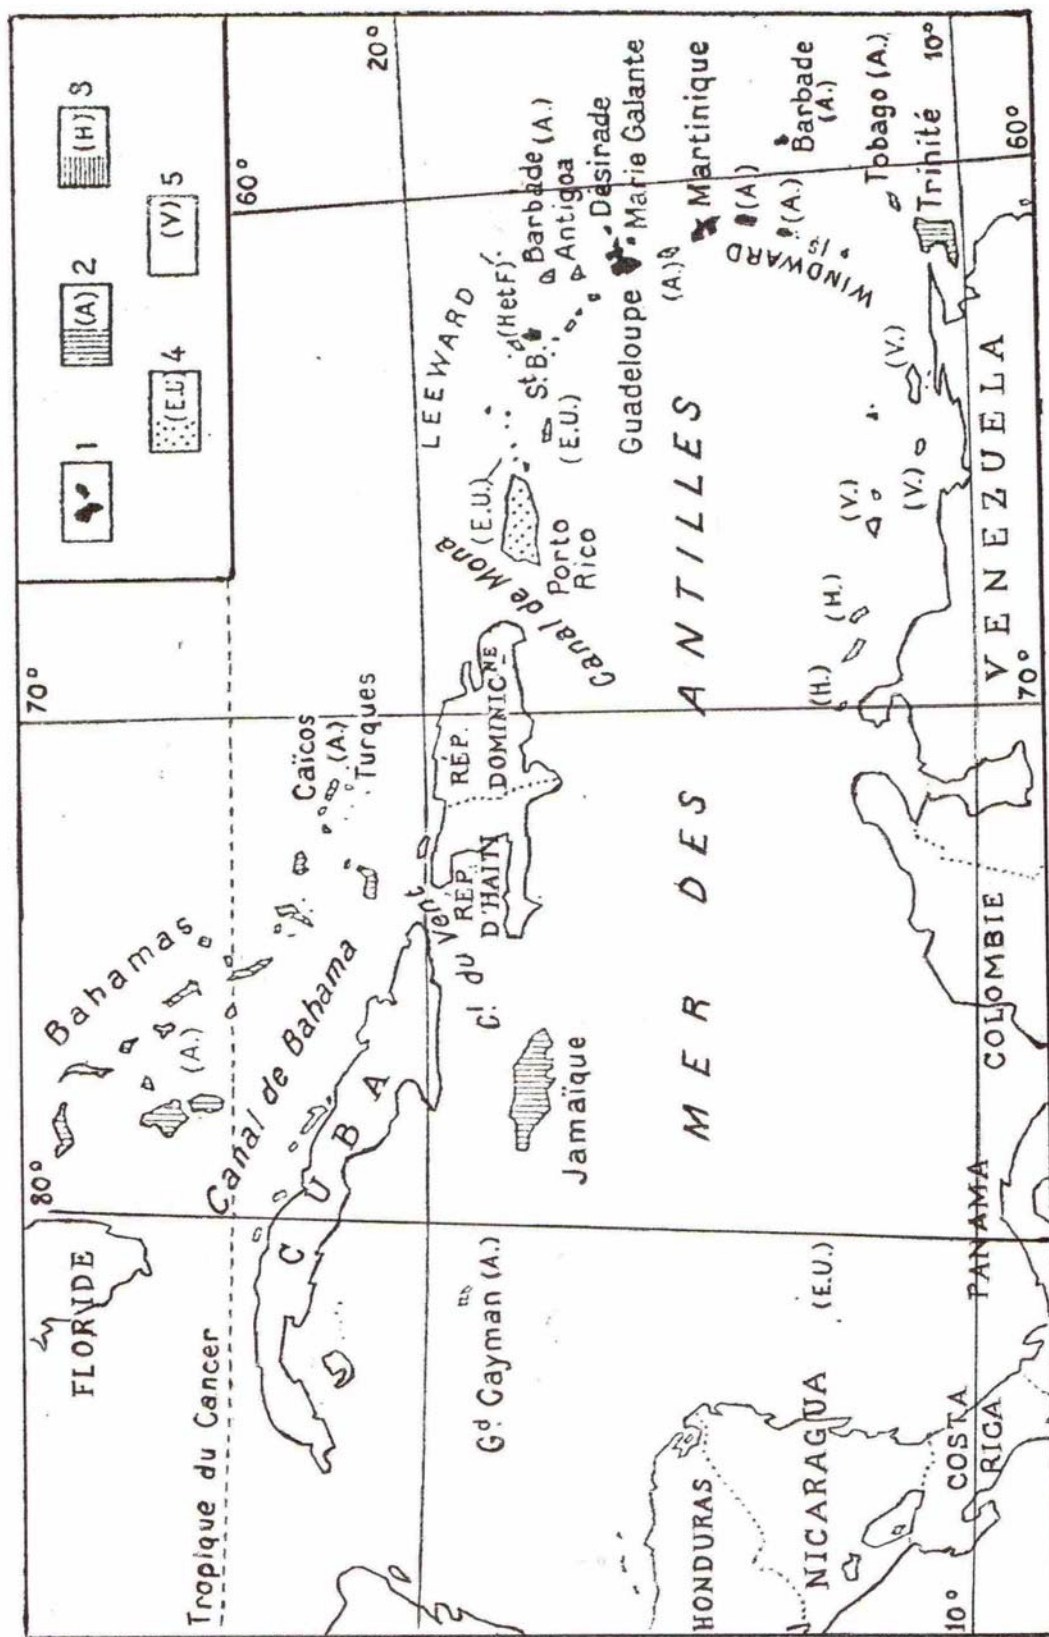 1
(A) 2
(H) 3
(E.U) 4
(V) 5
80°
70°
60°
20°
FLORIDE
Bahamas
(A.)
Tropique du Cancer
Canal de Bahama
Caïcos
(A.)
Turques
CUBA
Cl du Vent
RÉP.
D'HAITI
RÉP.
DOMINICNE
Canal de Mona
(E.U.)
Porto
Rico
LEEWARD
(H et F)
St B.
(E.U.)
Barbade (A.)
Antigoa
Désirade
Marie Galante
Guadeloupe
(A.)
Martinique
(A)
(A.)
Barbade
(A.)
WINDWARD
IS
Tobago (A.)
Trinité
10°
60°
Gd Cayman (A.)
Jamaïque
MER DES ANTILLES
HONDURAS
NICARAGUA
(E.U.)
COSTA
RICA
PANAMA
COLOMBIE
(H.)
(H.)
(V.)
(V.)
(V.)
VENEZUELA
70°
10°